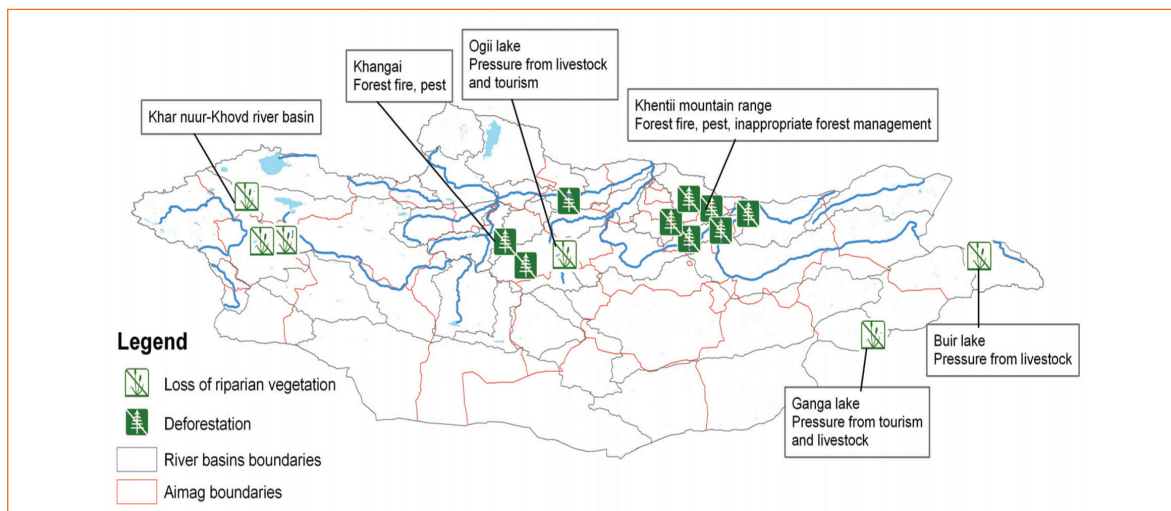 Ogii lake
Pressure from livestock
and tourism
Khangai
Forest fire, pest
Khentii mountain range
Forest fire, pest, inappropriate forest management
Khar nuur-Khovd river basin
Buir lake
Pressure from livestock
Ganga lake
Pressure from tourism
and livestock
Legend
Loss of riparian vegetation
Deforestation
River basins boundaries
Aimag boundaries